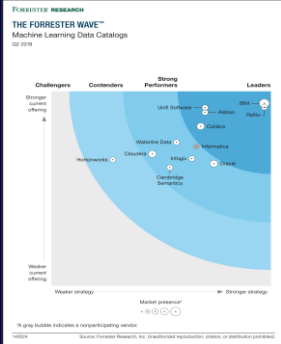 FORRESTER RESEARCH
THE FORRESTER WAVE™
Machine Learning Data Catalogs
Q2 2018
Challengers
Contenders
Strong
Performers
Leaders
Stronger
current
offering
Unifi Software
IBM
Alation
Reltio
Collibra
Waterline Data
Informatica
Cloudera
Infogix
Hortonworks
Oracle
Cambridge
Semantics
Weaker
current
offering
Weaker strategy
Stronger strategy
Market presence*
*A gray bubble indicates a nonparticipating vendor.
Source: Forrester Research, Inc. Unauthorized reproduction, citation, or distribution prohibited.